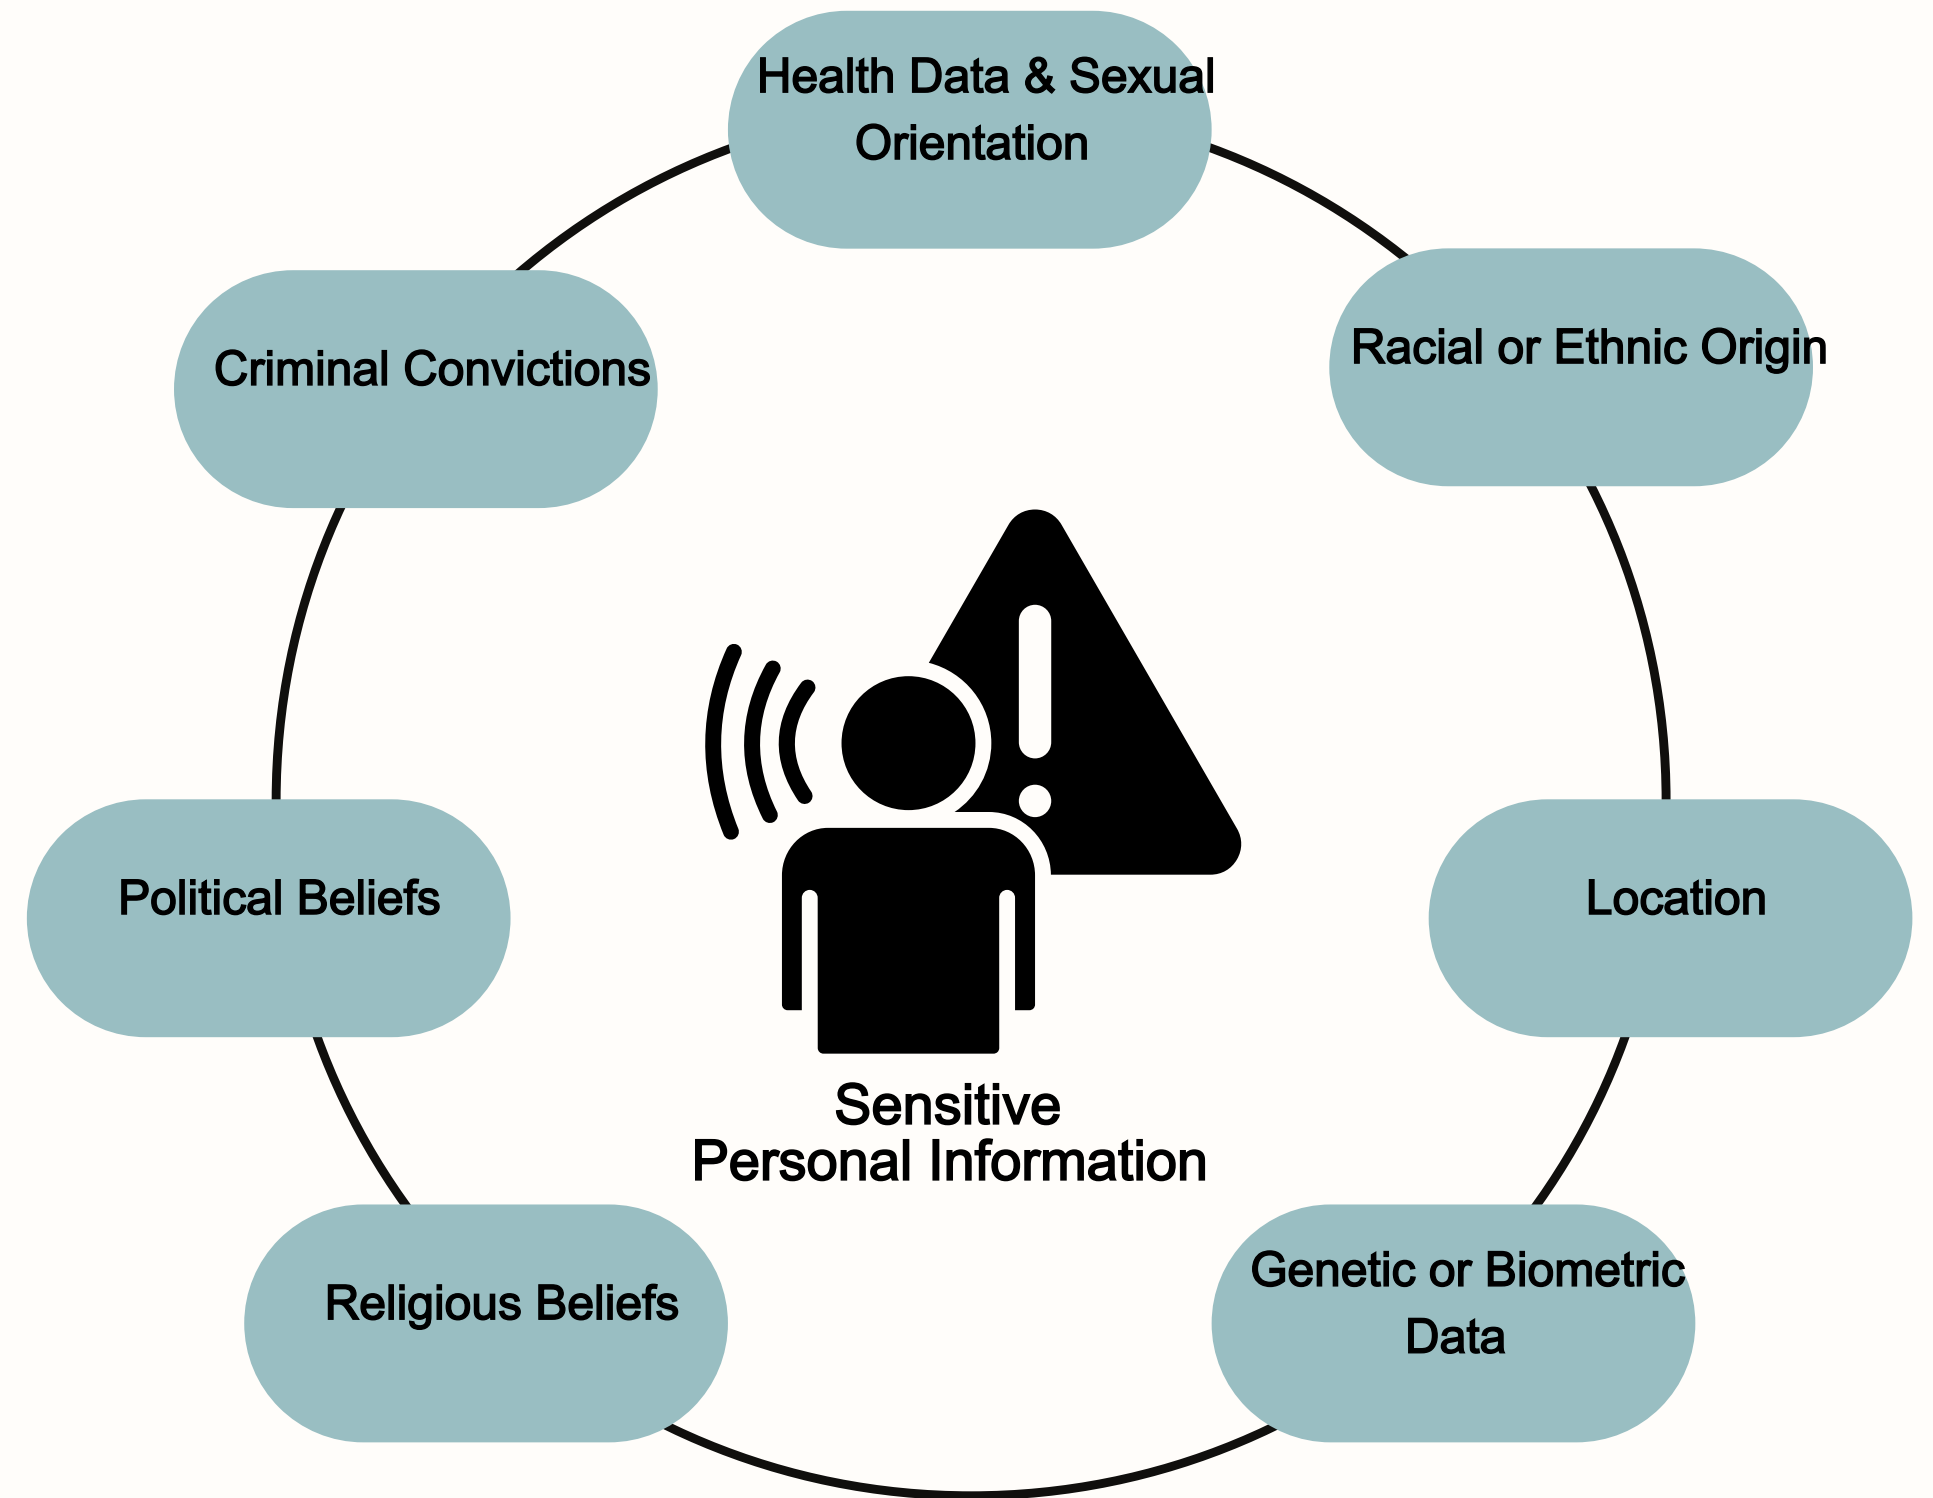 Health Data & Sexual
Orientation
Criminal Convictions
Racial or Ethnic Origin
Political Beliefs
Location
Sensitive
Personal Information
Religious Beliefs
Genetic or Biometric
Data